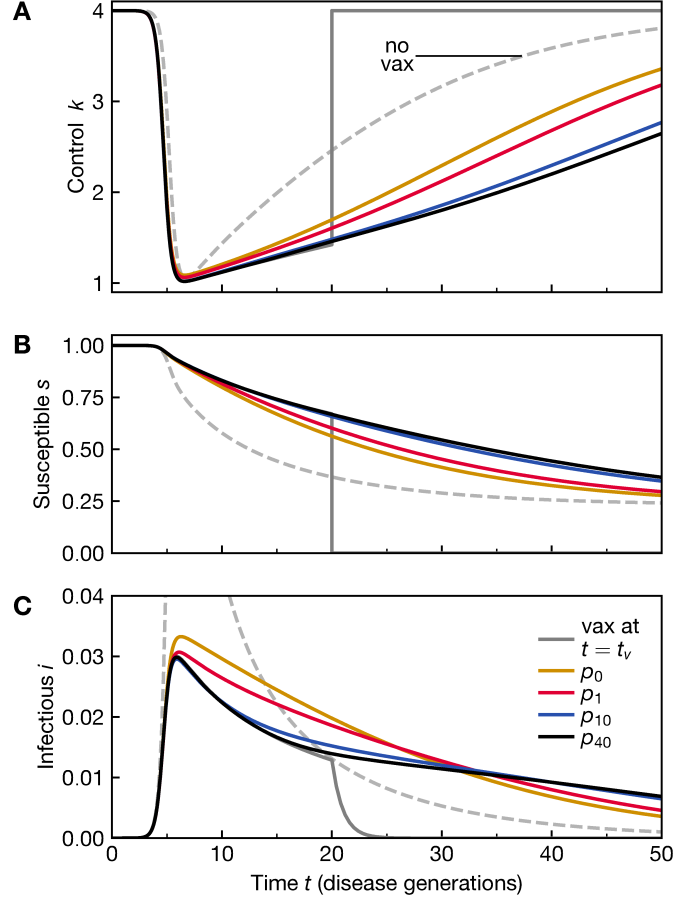 A
4
3
2
1
Control k
no
vax
B
1.00
0.75
0.50
0.25
0.00
Susceptible s
C
0.04
0.03
0.02
0.01
0.00
Infectious i
vax at
t = tᵥ
p₀
p₁
p₁₀
p₄₀
0 10 20 30 40 50
Time t (disease generations)